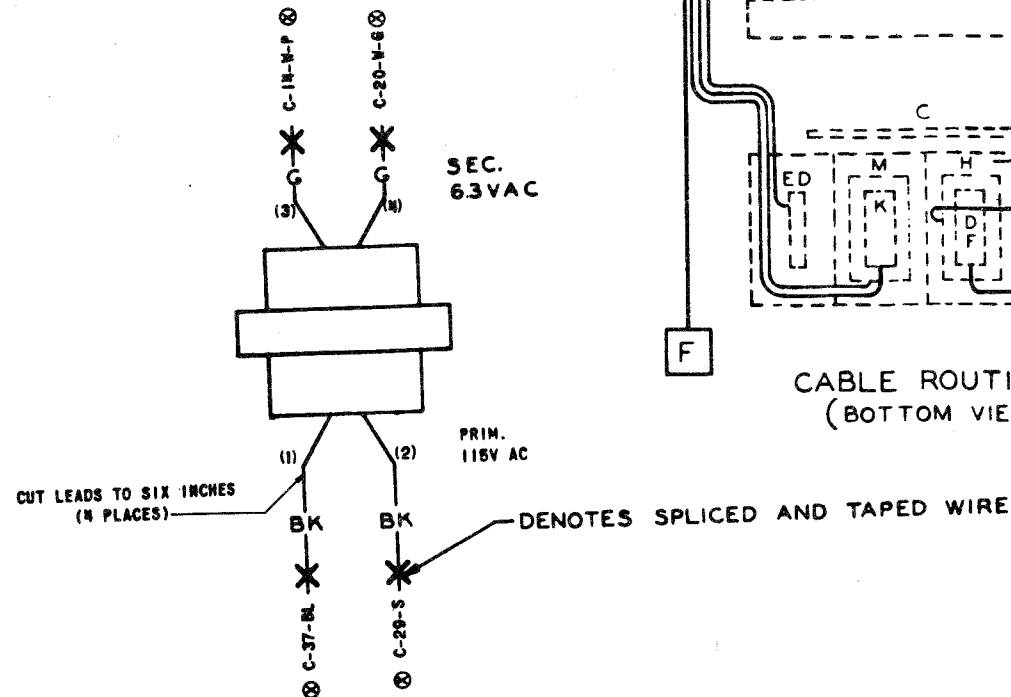 C-14-W-P
C-20-W-G
G
G
(3)
(4)
SEC.
6.3VAC
PRIM.
115V AC
(1)
(2)
CUT LEADS TO SIX INCHES
(4 PLACES)
BK
BK
DENOTES SPLICED AND TAPED WIRE
C-37-BL
C-29-S
C
ED
M
H
K
D
F
F
CABLE ROUTI
(BOTTOM VIE